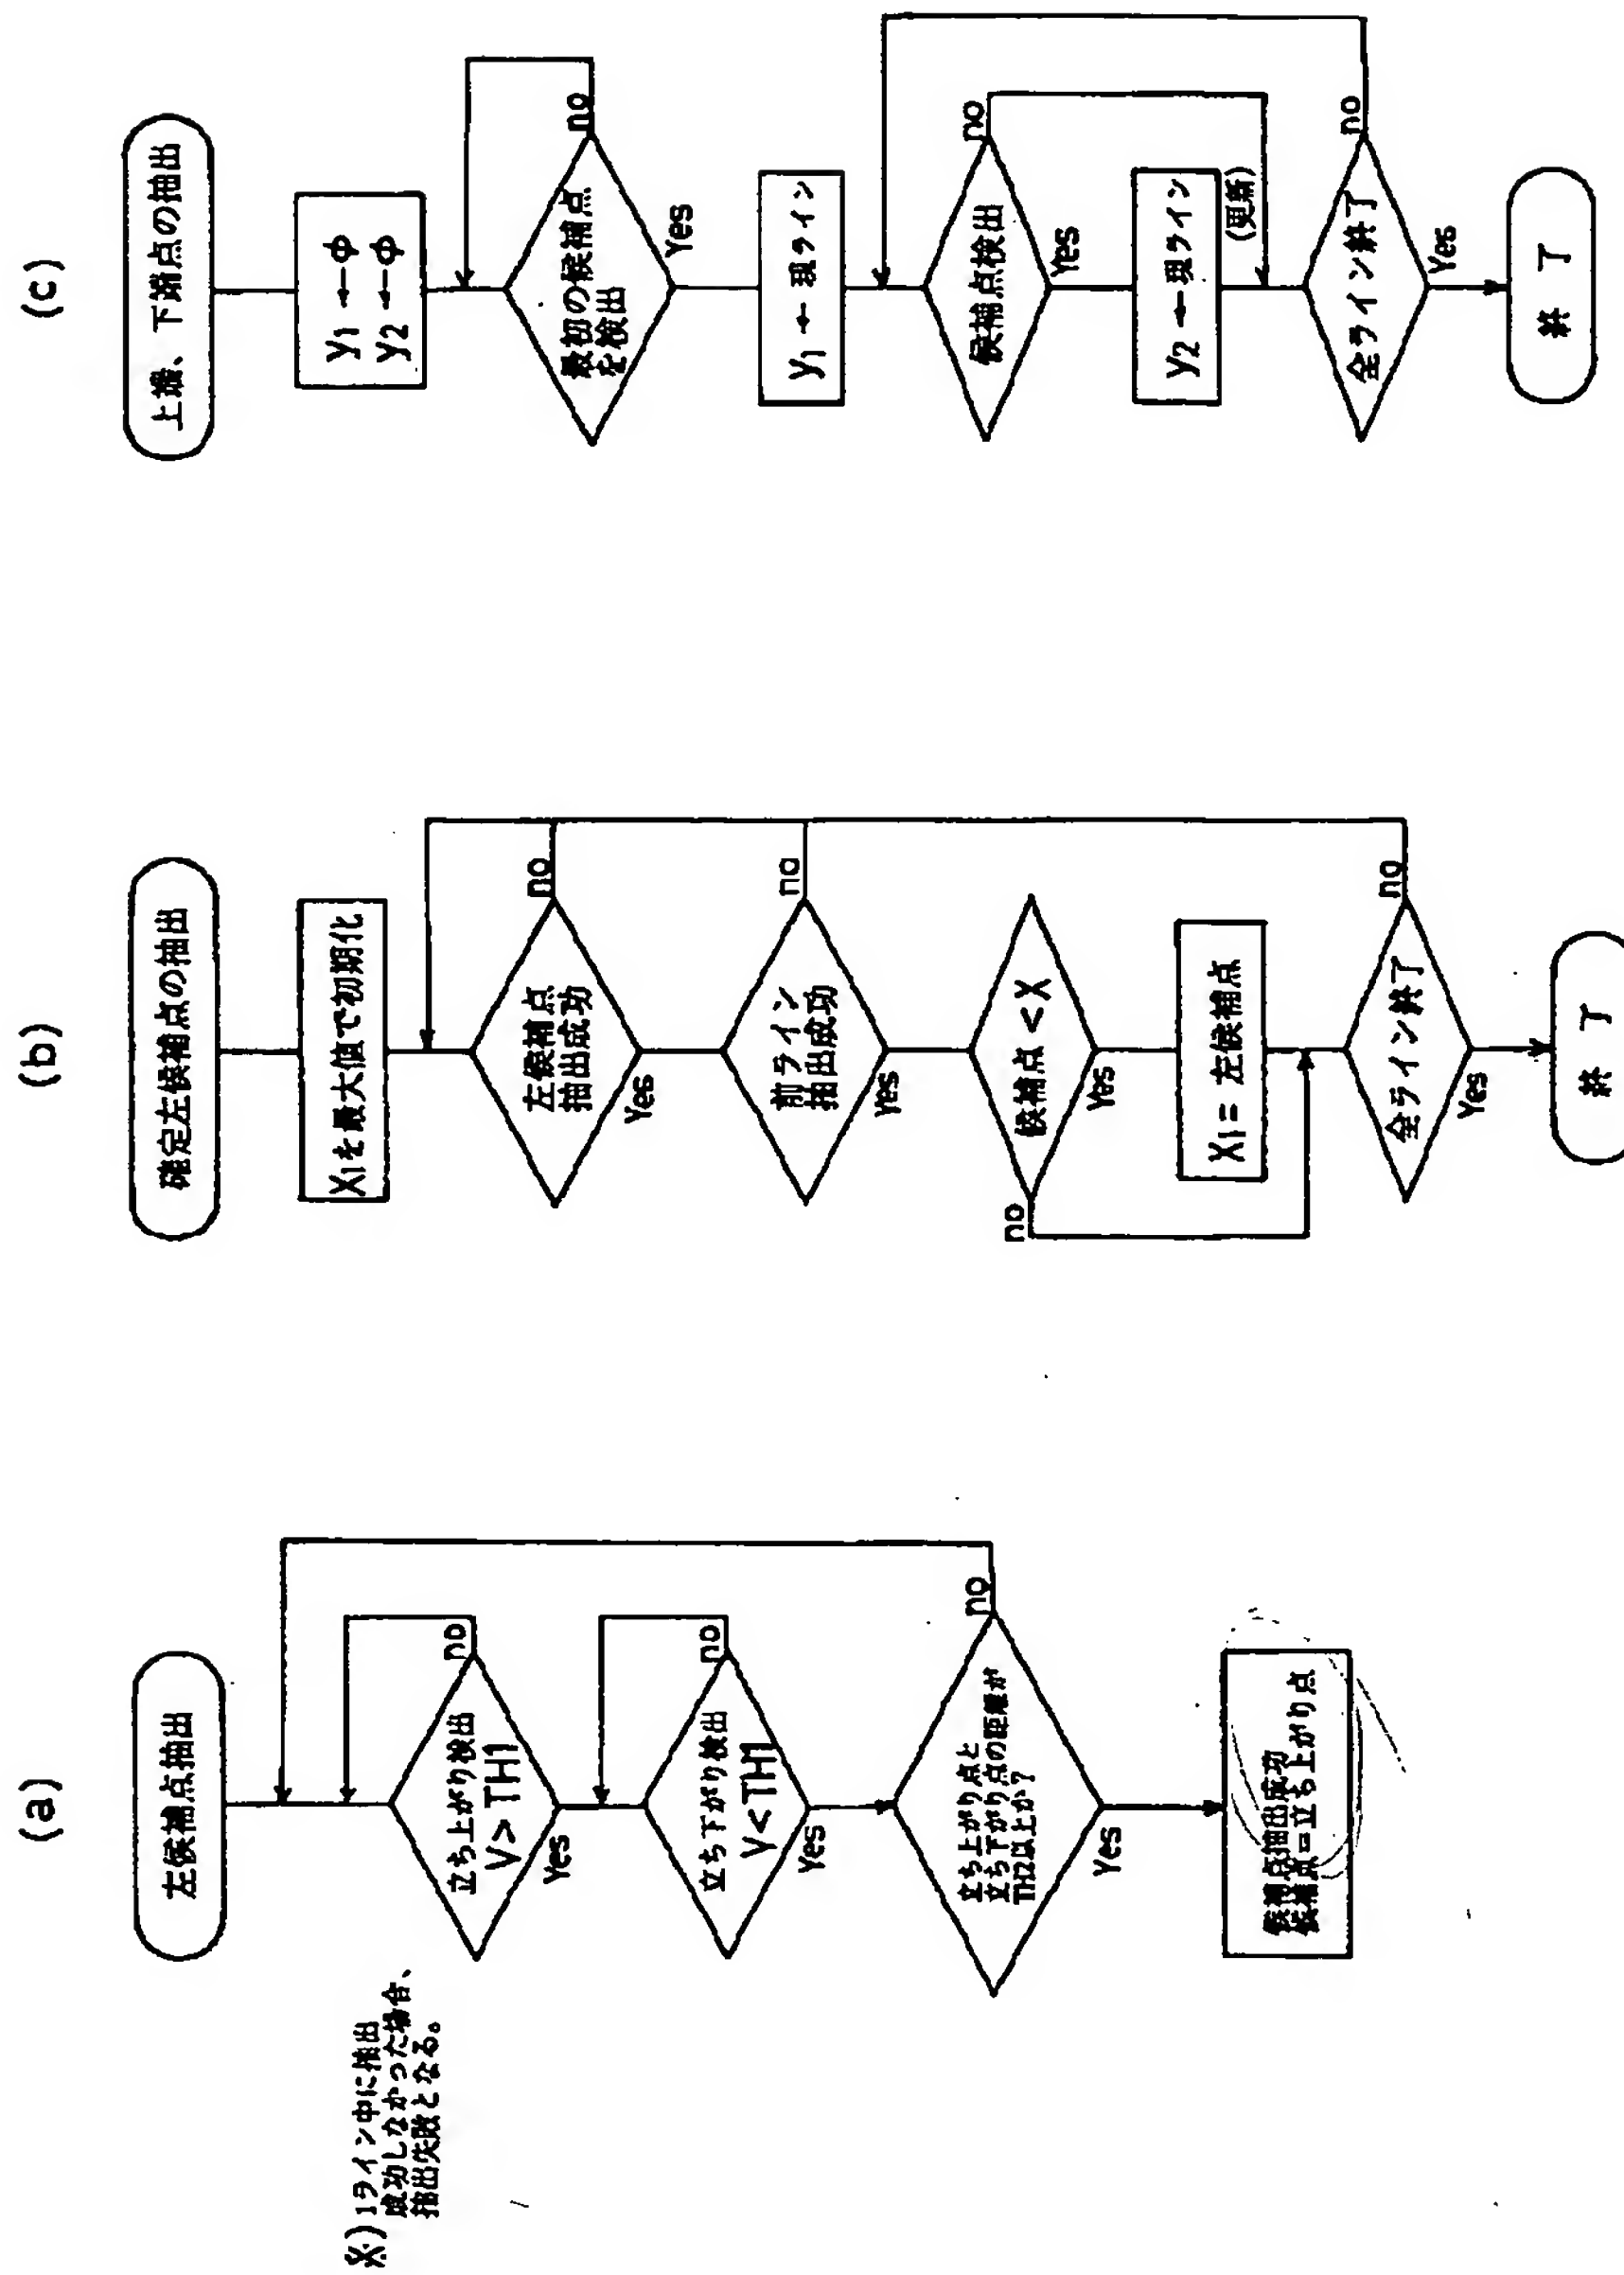 (a)
左候補点抽出
立ち上がり検出
V>TH1
no
Yes
立ち下がり検出
V<TH1
no
Yes
立ち上がり点と
立ち下がり点の距離が
TH2以上か?
no
Yes
候補点抽出成功
候補点=立ち上がり点
※)1ライン中に抽出
成功しなかった場合、
抽出失敗となる。
(b)
確定左候補点の抽出
X1を最大値で初期化
左候補点
抽出成功
no
Yes
前ライン
抽出成功
no
Yes
候補点<X
no
Yes
X1= 左候補点
全ライン終了
no
Yes
終 了
(c)
上端、下端点の抽出
y1←φ
y2←φ
最初の候補点
を検出
no
Yes
y1←現ライン
候補点検出
no
Yes
y2←現ライン
(更新)
全ライン終了
no
Yes
終 了